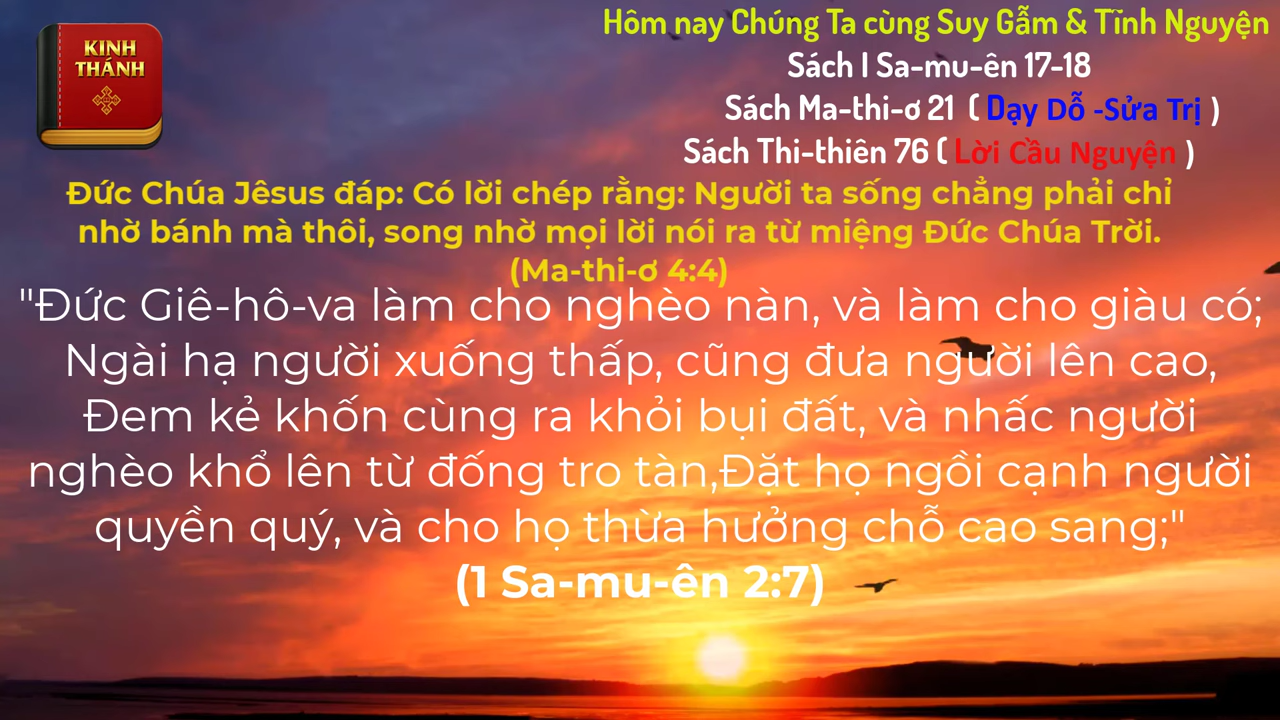 KINH
THÁNH
Hôm nay Chúng Ta cùng Suy Gẫm & Tĩnh Nguyện
Sách I Sa-mu-ên 17-18
Sách Ma-thi-ơ 21 ( Dạy Dỗ -Sửa Trị )
Sách Thi-thiên 76 ( Lời Cầu Nguyện )
Đức Chúa Jêsus đáp: Có lời chép rằng: Người ta sống chẳng phải chỉ
nhờ bánh mà thôi, song nhờ mọi lời nói ra từ miệng Đức Chúa Trời.
(Ma-thi-ơ 4:4)
"Đức Giê-hô-va làm cho nghèo nàn, và làm cho giàu có;
Ngài hạ người xuống thấp, cũng đưa người lên cao,
Đem kẻ khốn cùng ra khỏi bụi đất, và nhấc người
nghèo khổ lên từ đống tro tàn,Đặt họ ngồi cạnh người
quyền quý, và cho họ thừa hưởng chỗ cao sang;"
(1 Sa-mu-ên 2:7)